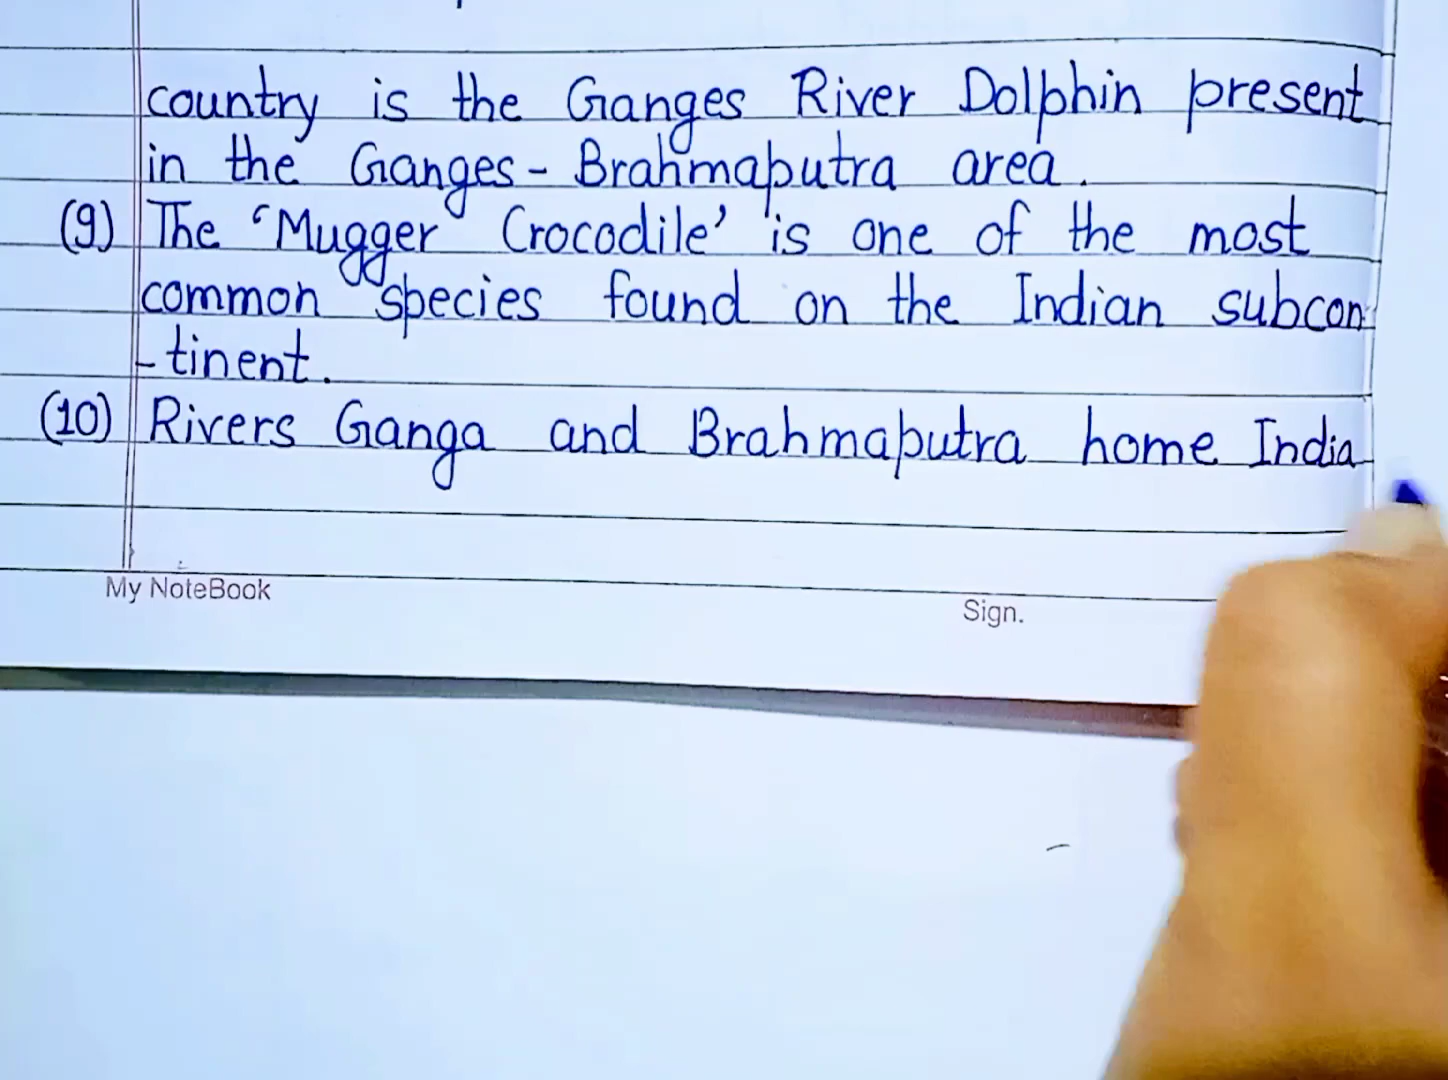 country is the Ganges River Dolphin present
in the Ganges - Brahmaputra area.
(9) The 'Mugger Crocodile' is one of the most
common species found on the Indian subcon
- tinent.
(10) Rivers Ganga and Brahmaputra home India
My NoteBook
Sign.